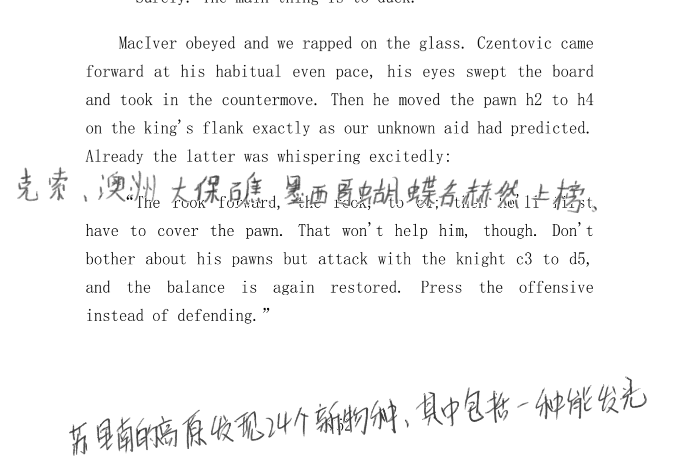 Surely. The main thing is to duck.
MacIver obeyed and we rapped on the glass. Czentovic came
forward at his habitual even pace, his eyes swept the board
and took in the countermove. Then he moved the pawn h2 to h4
on the king's flank exactly as our unknown aid had predicted.
Already the latter was whispering excitedly:
克索、澳洲大保礁、墨西哥蝴蝶名赫然上榜、
“The rook forward, the rook, to
have to cover the pawn. That won't help him, though. Don't
bother about his pawns but attack with the knight c3 to d5,
and the balance is again restored. Press the offensive
instead of defending.”
苏里南的高原发现24个新物种、其中包括一种能发光